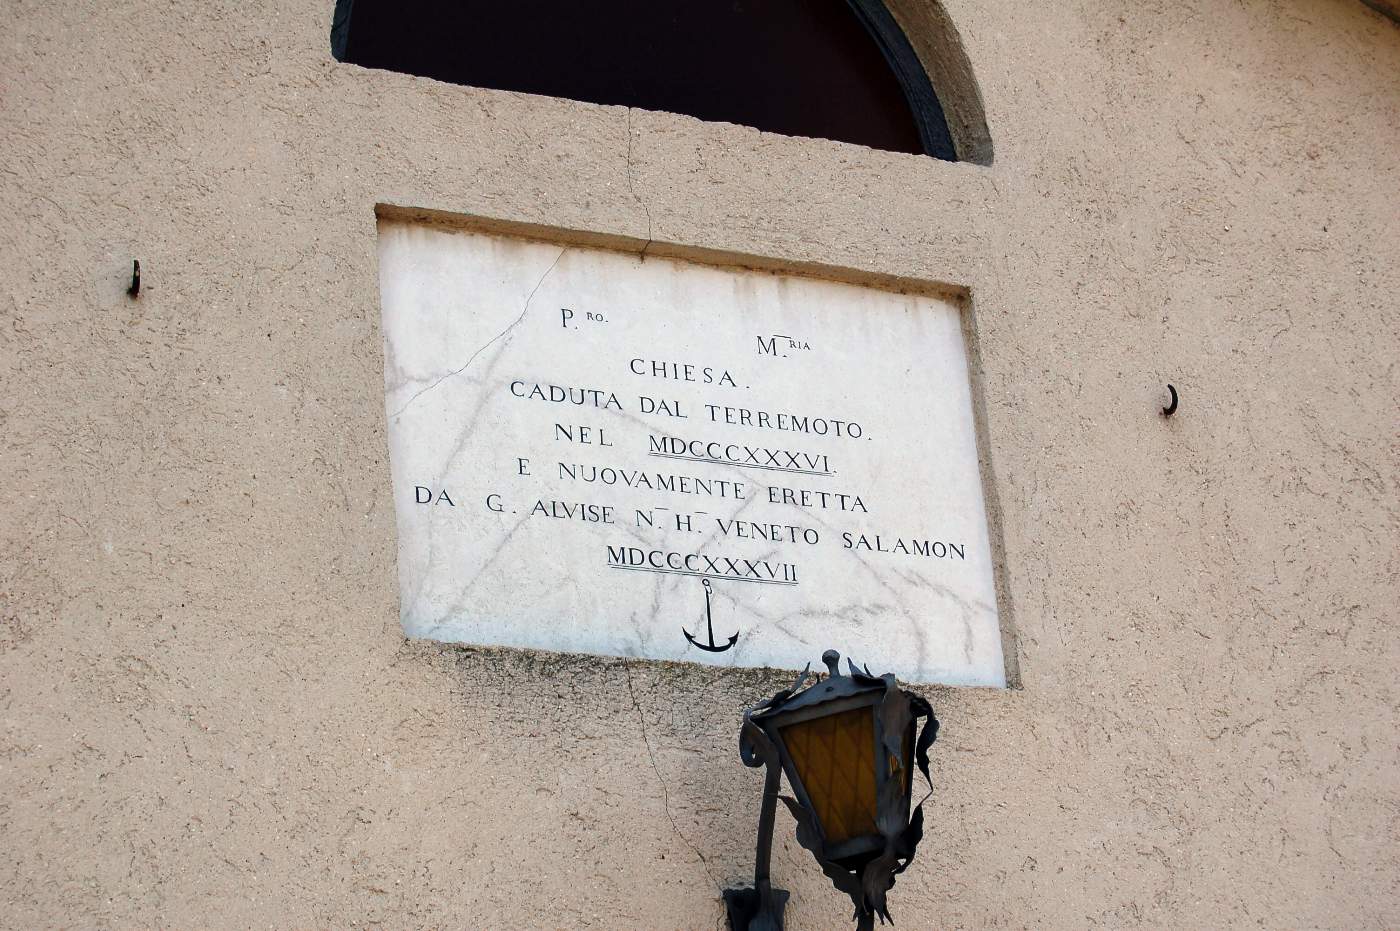 P.RO. M.RIA
CHIESA.
CADUTA DAL TERREMOTO.
NEL MDCCCXXXVI.
E NUOVAMENTE ERETTA
DA G. ALVISE N. H. VENETO SALAMON
MDCCCXXXVII